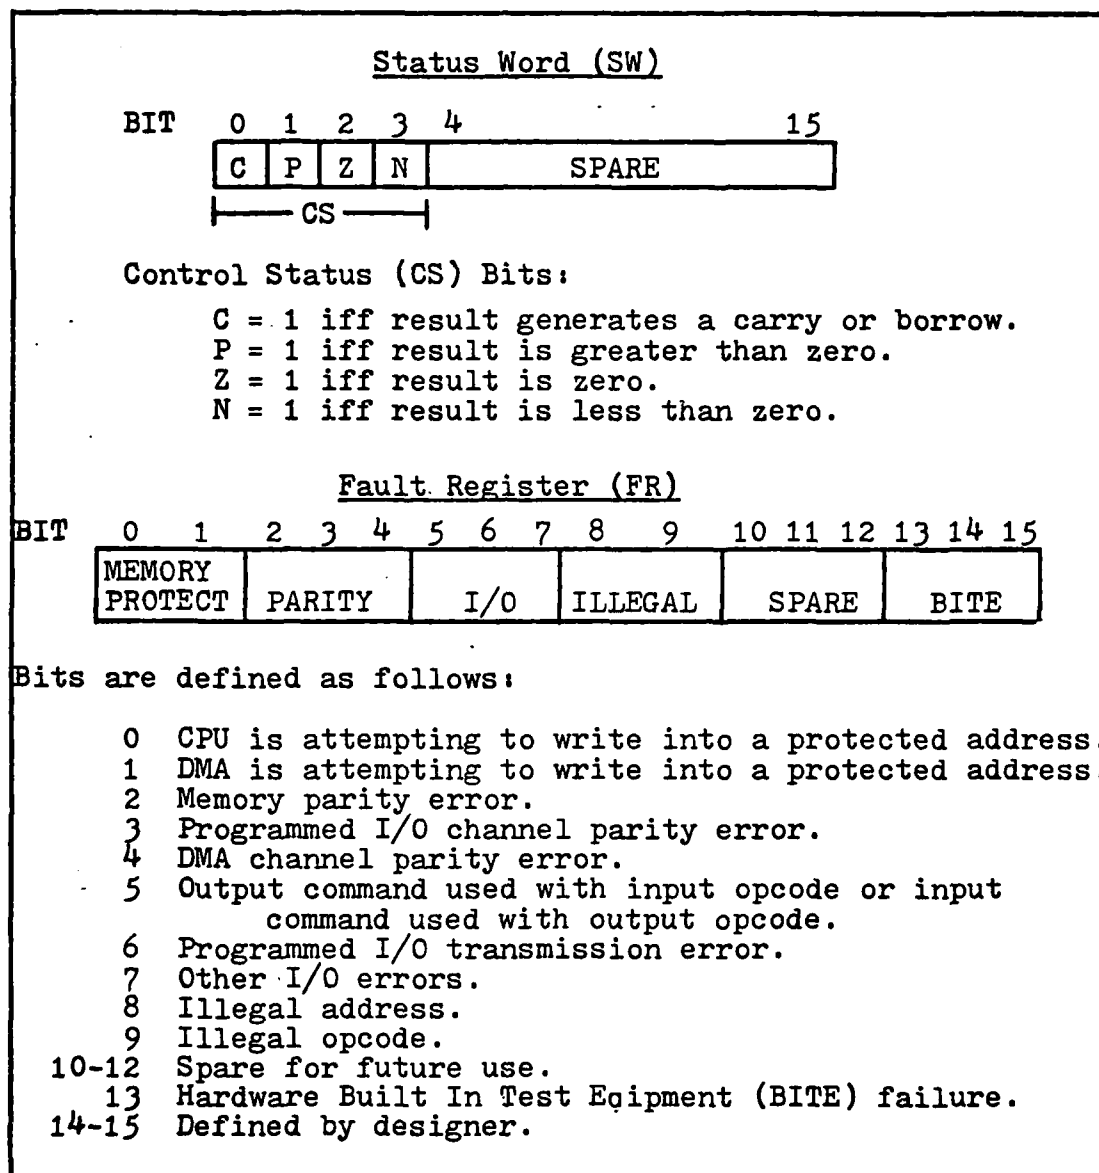 Status Word (SW)
BIT 0 1 2 3 4 15
C P Z N SPARE
CS
Control Status (CS) Bits:
C = 1 iff result generates a carry or borrow.
P = 1 iff result is greater than zero.
Z = 1 iff result is zero.
N = 1 iff result is less than zero.
Fault Register (FR)
BIT 0 1 2 3 4 5 6 7 8 9 10 11 12 13 14 15
MEMORY
PROTECT PARITY I/O ILLEGAL SPARE BITE
Bits are defined as follows:
0 CPU is attempting to write into a protected address.
1 DMA is attempting to write into a protected address.
2 Memory parity error.
3 Programmed I/O channel parity error.
4 DMA channel parity error.
5 Output command used with input opcode or input
command used with output opcode.
6 Programmed I/O transmission error.
7 Other I/O errors.
8 Illegal address.
9 Illegal opcode.
10-12 Spare for future use.
13 Hardware Built In Test Eqipment (BITE) failure.
14-15 Defined by designer.